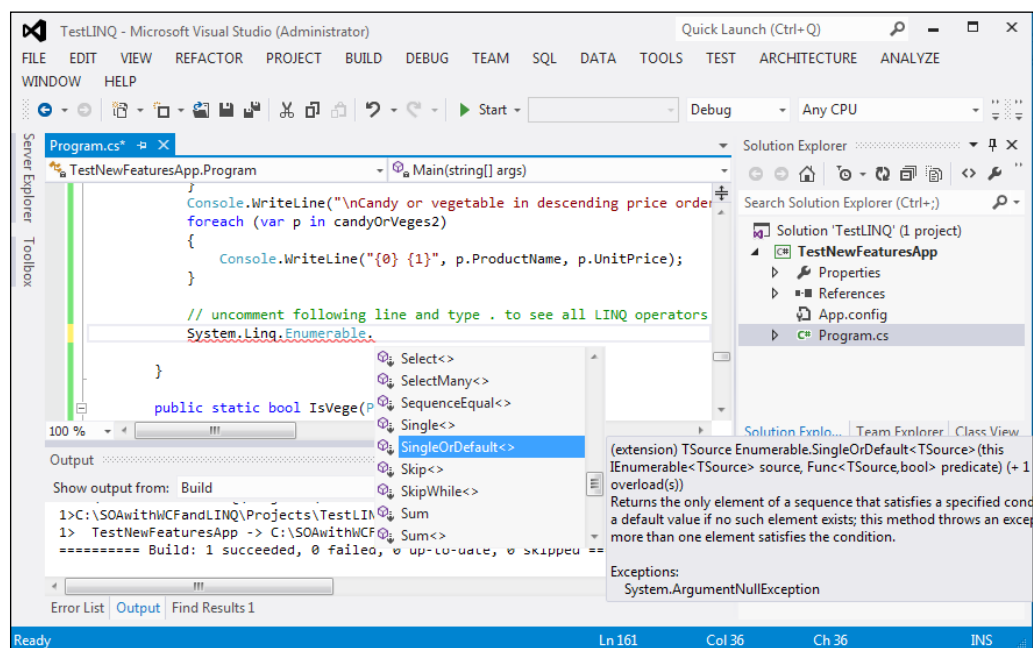 TestLINQ - Microsoft Visual Studio (Administrator)
Quick Launch (Ctrl+Q)
FILE EDIT VIEW REFACTOR PROJECT BUILD DEBUG TEAM SQL DATA TOOLS TEST ARCHITECTURE ANALYZE
WINDOW HELP
Start
Debug
Any CPU
Server Explorer
Toolbox
Program.cs*
TestNewFeaturesApp.Program
Main(string[] args)
}
Console.WriteLine("\nCandy or vegetable in descending price order
foreach (var p in candyOrVeges2)
{
Console.WriteLine("{0} {1}", p.ProductName, p.UnitPrice);
}
// uncomment following line and type . to see all LINQ operators
System.Linq.Enumerable.
}
public static bool IsVege(P
100 %
Select<>
SelectMany<>
SequenceEqual<>
Single<>
SingleOrDefault<>
Skip<>
SkipWhile<>
Sum
Sum<>
(extension) TSource Enumerable.SingleOrDefault<TSource>(this
IEnumerable<TSource> source, Func<TSource,bool> predicate) (+ 1
overload(s))
Returns the only element of a sequence that satisfies a specified cond
a default value if no such element exists; this method throws an excep
more than one element satisfies the condition.
Exceptions:
System.ArgumentNullException
Solution Explorer
Search Solution Explorer (Ctrl+;)
Solution 'TestLINQ' (1 project)
TestNewFeaturesApp
Properties
References
App.config
Program.cs
Solution Explo... Team Explorer Class View
Output
Show output from: Build
1>C:\SOAwithWCFandLINQ\Projects\TestLIN
1> TestNewFeaturesApp -> C:\SOAwithWCF
========== Build: 1 succeeded, 0 failed, 0 up-to-date, 0 skipped ==
Error List Output Find Results 1
Ready
Ln 161
Col 36
Ch 36
INS